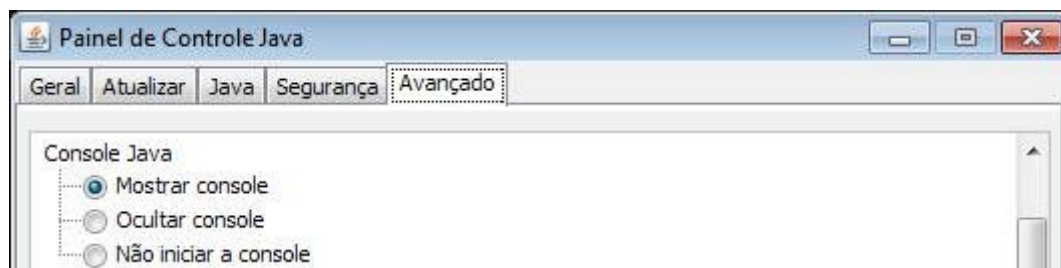 Painel de Controle Java
Geral Atualizar Java Segurança Avançado
Console Java
Mostrar console
Ocultar console
Não iniciar a console